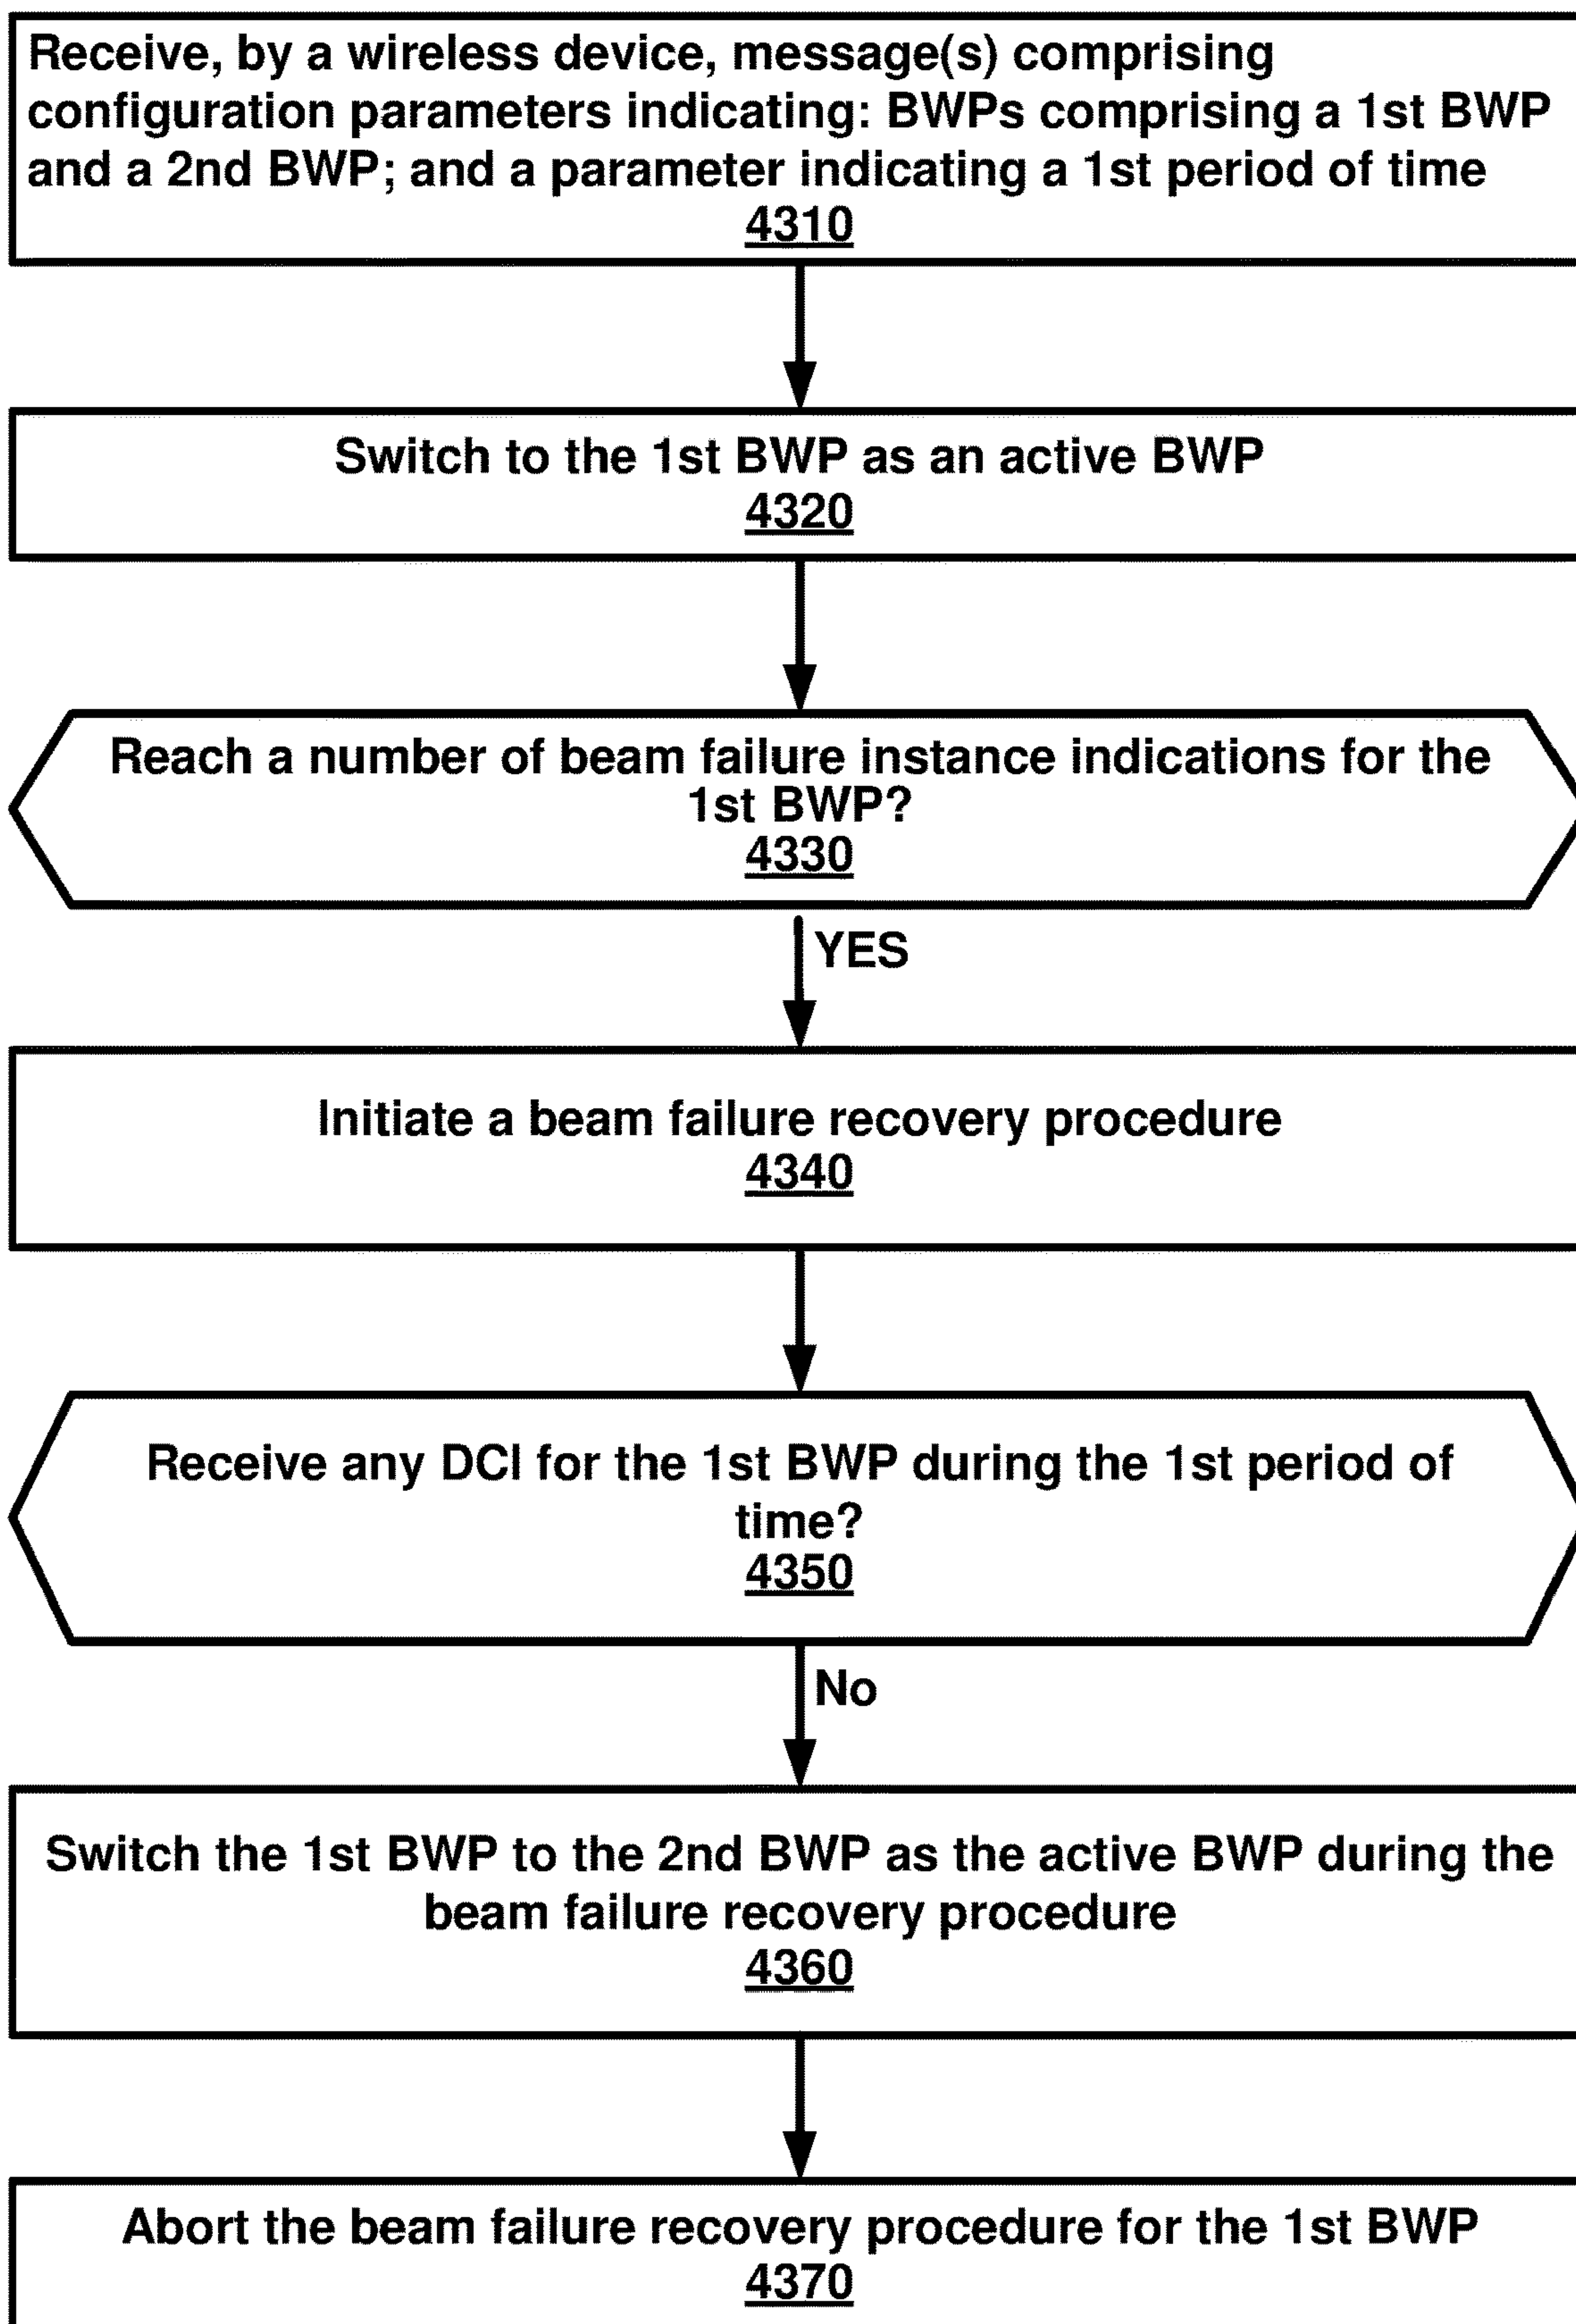 Receive, by a wireless device, message(s) comprising
configuration parameters indicating: BWPs comprising a 1st BWP
and a 2nd BWP; and a parameter indicating a 1st period of time
4310
Switch to the 1st BWP as an active BWP
4320
Reach a number of beam failure instance indications for the
1st BWP?
4330
YES
Initiate a beam failure recovery procedure
4340
Receive any DCI for the 1st BWP during the 1st period of
time?
4350
No
Switch the 1st BWP to the 2nd BWP as the active BWP during the
beam failure recovery procedure
4360
Abort the beam failure recovery procedure for the 1st BWP
4370